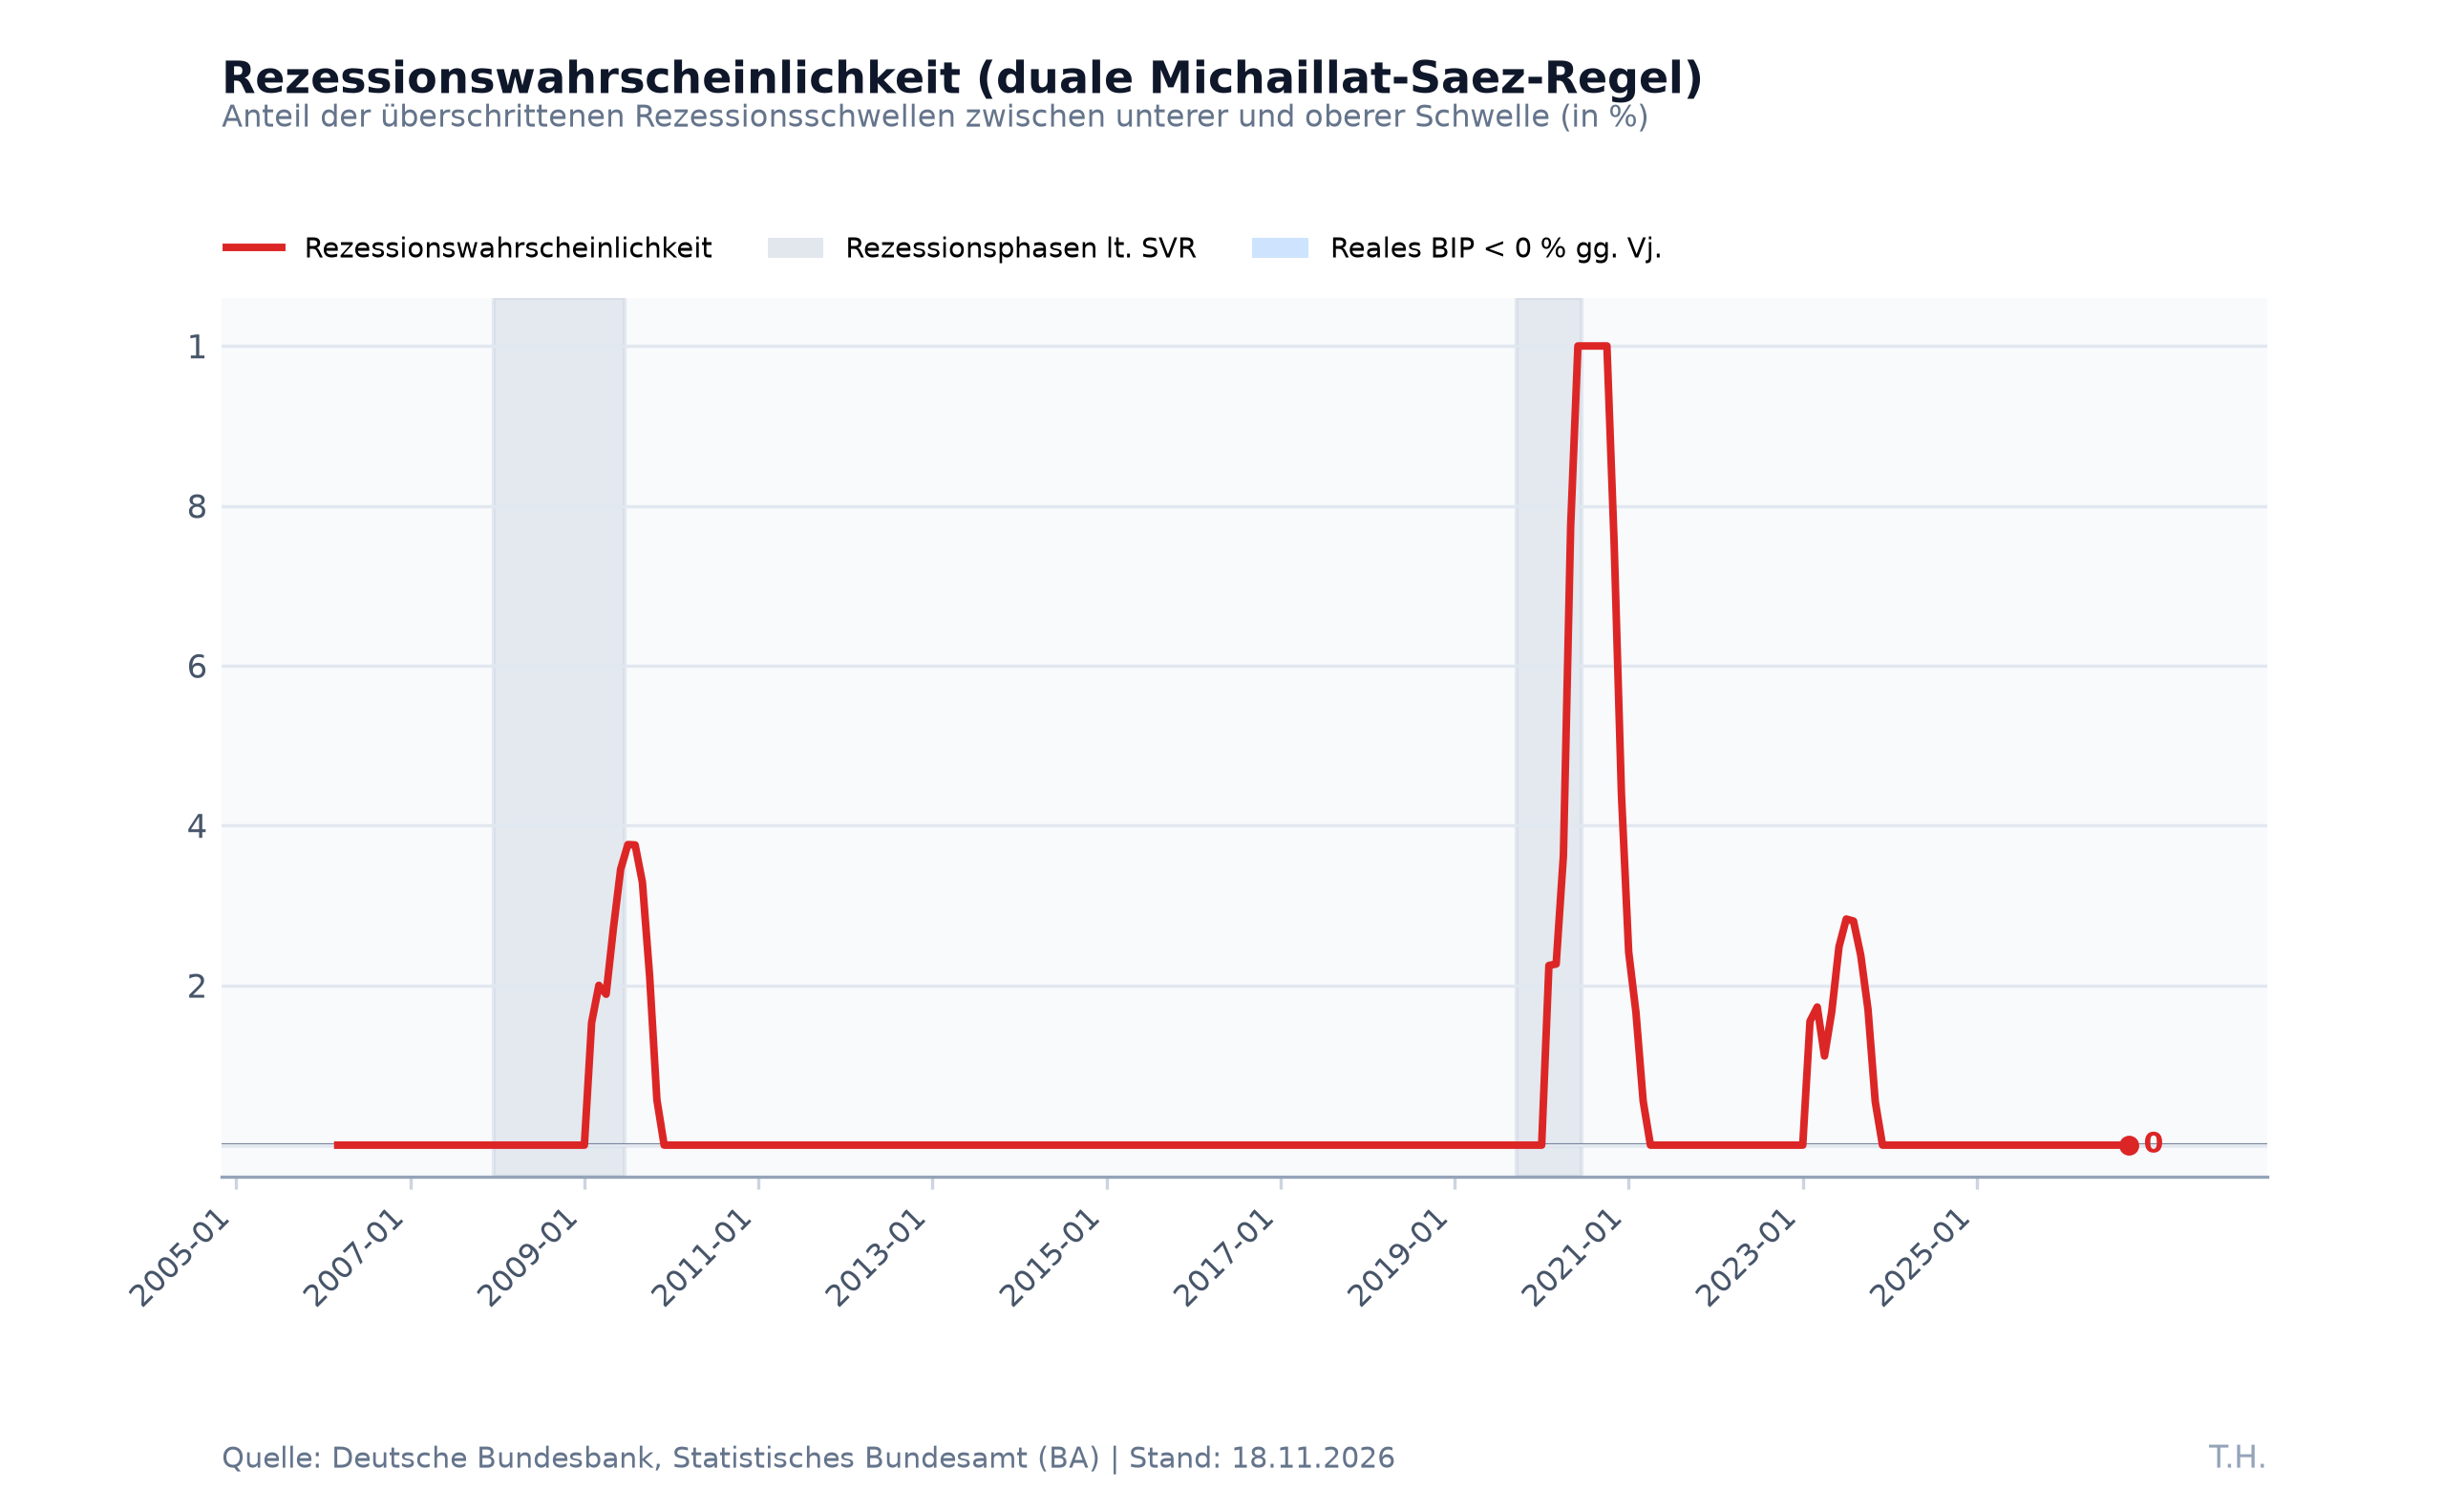 Rezessionswahrscheinlichkeit (duale Michaillat-Saez-Regel)
Anteil der überschrittenen Rezessionsschwellen zwischen unterer und oberer Schwelle (in %)
Rezessionswahrscheinlichkeit
Rezessionsphasen lt. SVR
Reales BIP < 0 % gg. Vj.
1
8
6
4
2
0
2005-01
2007-01
2009-01
2011-01
2013-01
2015-01
2017-01
2019-01
2021-01
2023-01
2025-01
Quelle: Deutsche Bundesbank, Statistisches Bundesamt (BA) | Stand: 18.11.2026
T.H.